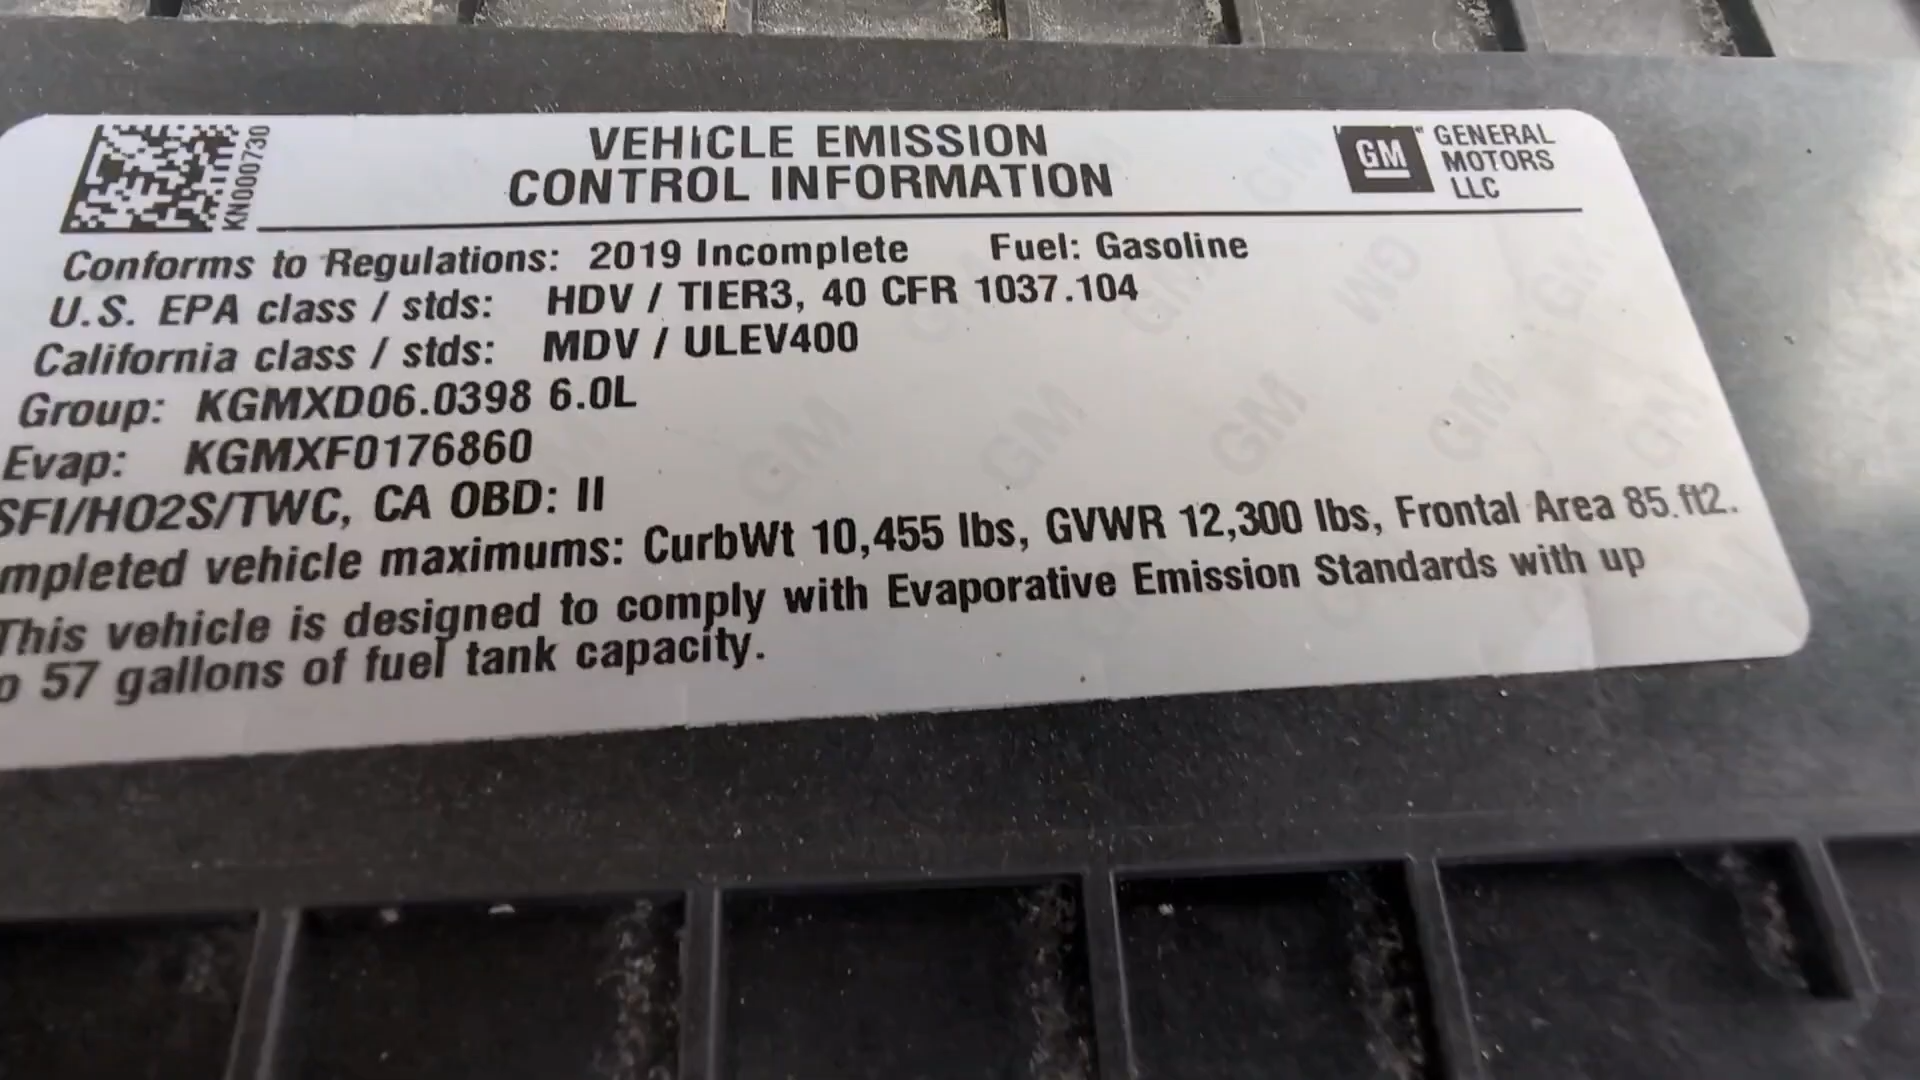 KN000730
VEHICLE EMISSION
CONTROL INFORMATION
GM
GENERAL
MOTORS
LLC
Conforms to Regulations: 2019 Incomplete Fuel: Gasoline
U.S. EPA class / stds: HDV / TIER3, 40 CFR 1037.104
California class / stds: MDV / ULEV400
Group: KGMXD06.0398 6.0L
Evap: KGMXF0176860
SFI/HO2S/TWC, CA OBD: II
mpleted vehicle maximums: CurbWt 10,455 lbs, GVWR 12,300 lbs, Frontal Area 85.ft2.
This vehicle is designed to comply with Evaporative Emission Standards with up
o 57 gallons of fuel tank capacity.